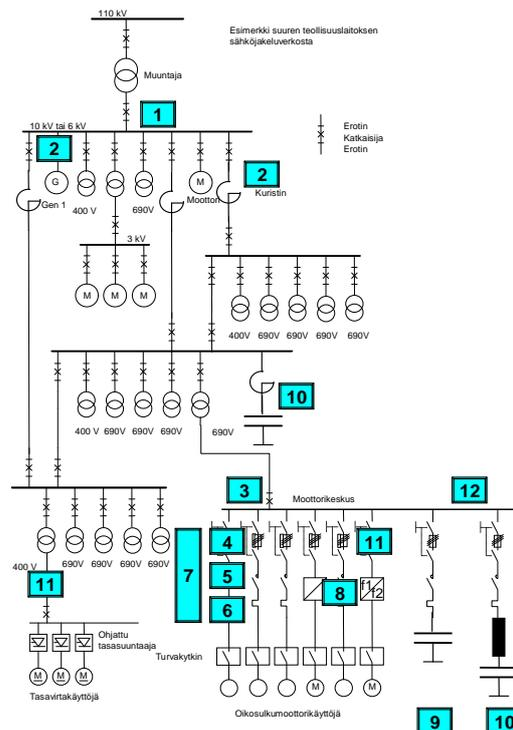 110 kV
Esimerkki suuren teollisuuslaitoksen
sähköjakeluverkosta
Muuntaja
1
10 kV tai 6 kV
Erotin
Katkaisija
Erotin
2
2
G
M
Gen 1
400 V
690V
Moottori
Kuristin
3 kV
M M M
400V 690V 690V 690V 690V
10
400 V 690V 690V 690V 690V
3
12
Moottorikeskus
4
11
400 V 690V 690V 690V 690V
7
5
11
8
f1
f2
6
Ohjattu
tasasuuntaaja
Turvakytkin
M M M
M M
Tasavirtakäyttöjä
Oikosulkumoottorikäyttöjä
9
10